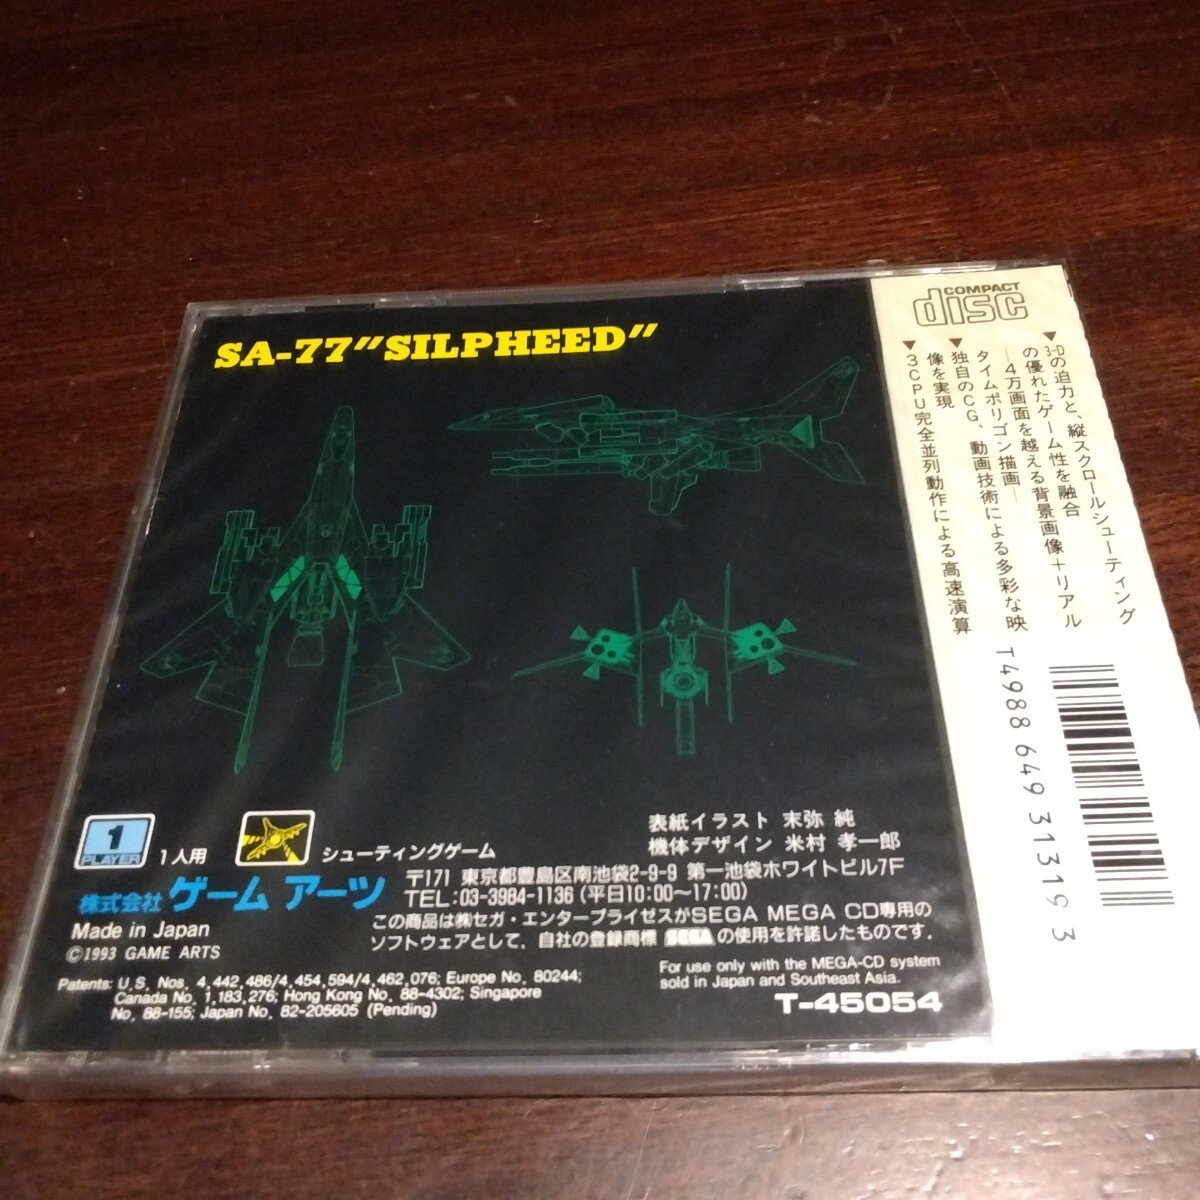 SA-77"SILPHEED"
COMPACT
disc
▼3-Dの迫力と、縦スクロールシューティング
の優れたゲーム性を融合
―4万画面を越える背景画像+リアル
タイムポリゴン描画―
▼独自のCG、動画技術による多彩な映
像を実現
▼3CPU完全並列動作による高速演算
T4988 649 31319 3
表紙イラスト 末弥 純
機体デザイン 米村 孝一郎
1
PLAYER
1人用
シューティングゲーム
株式会社 ゲーム アーツ
〒171 東京都豊島区南池袋2-9-9 第一池袋ホワイトビル7F
TEL:03-3984-1136 (平日10:00〜17:00)
Made in Japan
©1993 GAME ARTS
この商品は㈱セガ・エンタープライゼスがSEGA MEGA CD専用の
ソフトウェアとして、自社の登録商標 SEGA の使用を許諾したものです。
Patents: U.S. Nos. 4,442,486/4,454,594/4,462,076; Europe No. 80244;
Canada No. 1,183,276; Hong Kong No. 88-4302; Singapore
No. 88-155; Japan No. 82-205605 (Pending)
For use only with the MEGA-CD system
sold in Japan and Southeast Asia.
T-45054